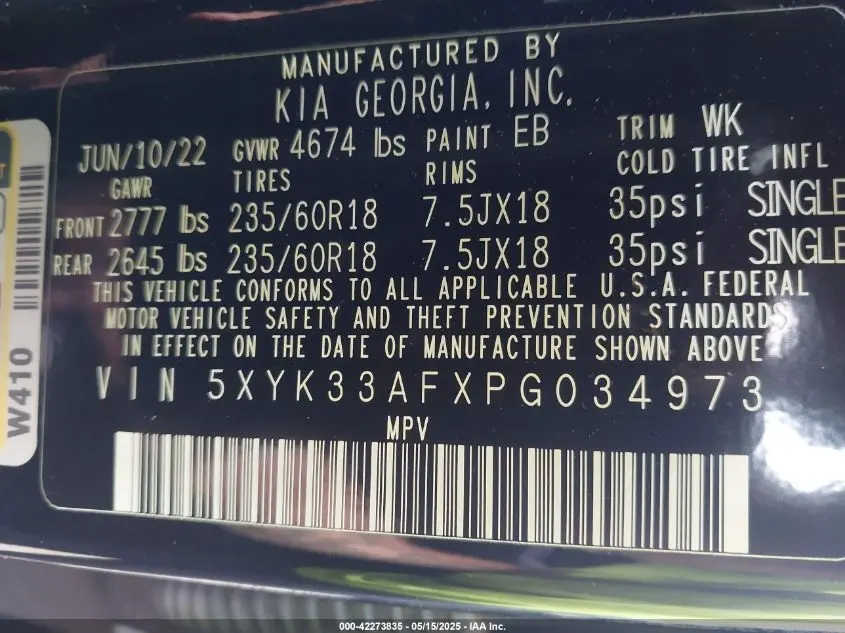 MANUFACTURED BY
KIA GEORGIA, INC.
JUN/10/22 GVWR 4674 lbs PAINT EB TRIM WK
GAWR TIRES RIMS COLD TIRE INFL
FRONT 2777 lbs 235/60R18 7.5JX18 35psi SINGLE
REAR 2645 lbs 235/60R18 7.5JX18 35psi SINGLE
THIS VEHICLE CONFORMS TO ALL APPLICABLE U.S.A. FEDERAL
MOTOR VEHICLE SAFETY AND THEFT PREVENTION STANDARDS
IN EFFECT ON THE DATE OF MANUFACTURE SHOWN ABOVE
VIN 5XYK33AFXPG034973
MPV
W410
000-42273835 - 05/15/2025 - IAA Inc.